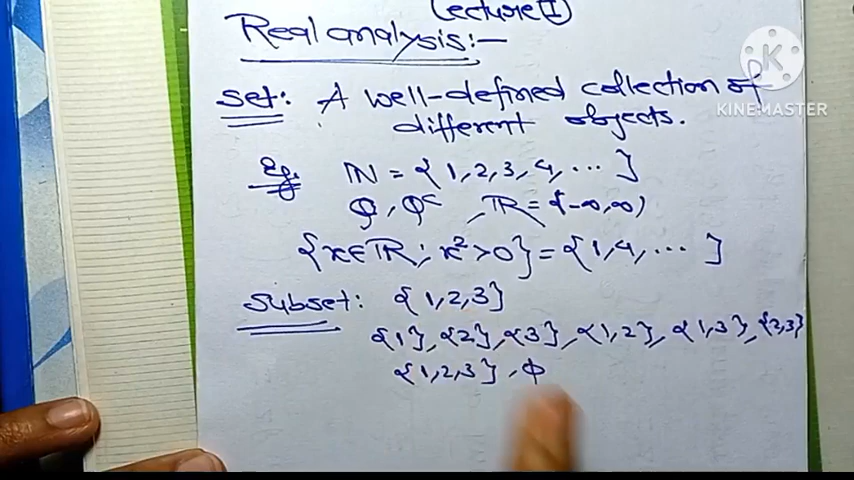 Lecture (I)
Real analysis:-
K
KINEMASTER
Set: A well-defined collection of
different objects.
Eg. ℕ = {1,2,3,4,...}
Q, Qᶜ, ℝ = (-∞,∞)
{x∈ℝ; x²>0} = {1,4,... }
Subset: {1,2,3}
{1}, {2}, {3}, {1,2}, {1,3}, {2,3}
{1,2,3}, φ